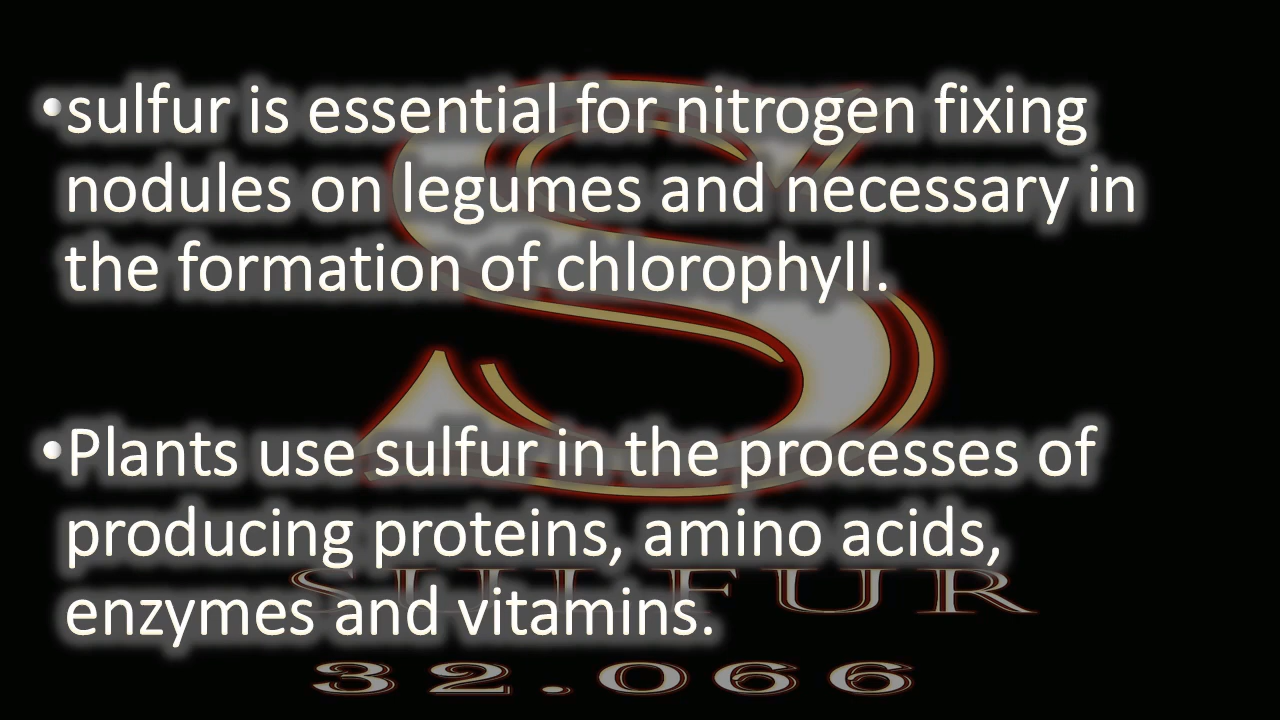 •sulfur is essential for nitrogen fixing
nodules on legumes and necessary in
the formation of chlorophyll.
•Plants use sulfur in the processes of
producing proteins, amino acids,
enzymes and vitamins.
S
SULFUR
32.066